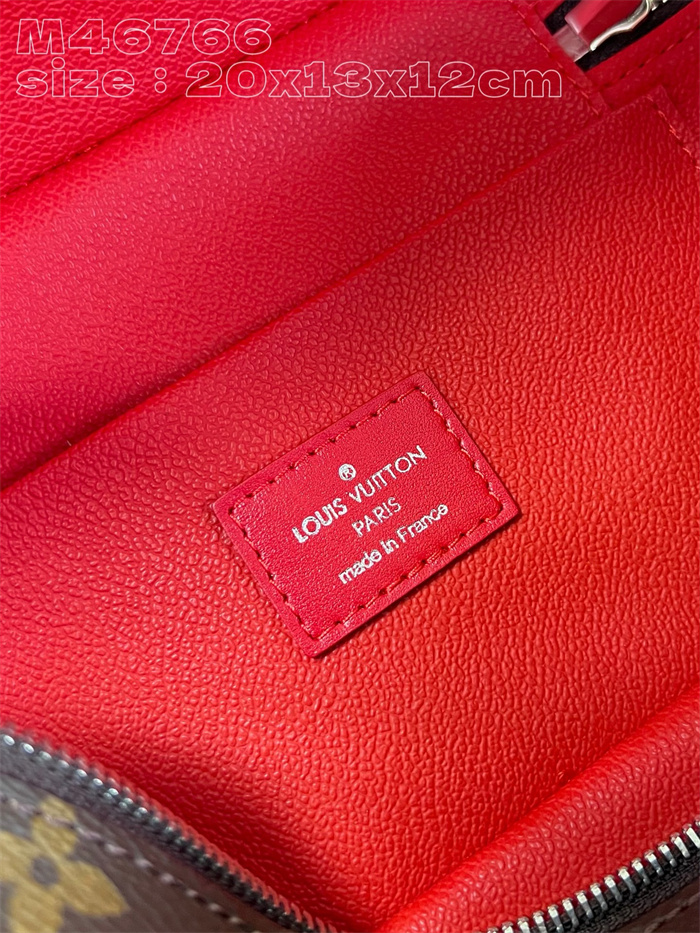 M46766
size：20x13x12cm
®
LOUIS VUITTON
PARIS
made in France